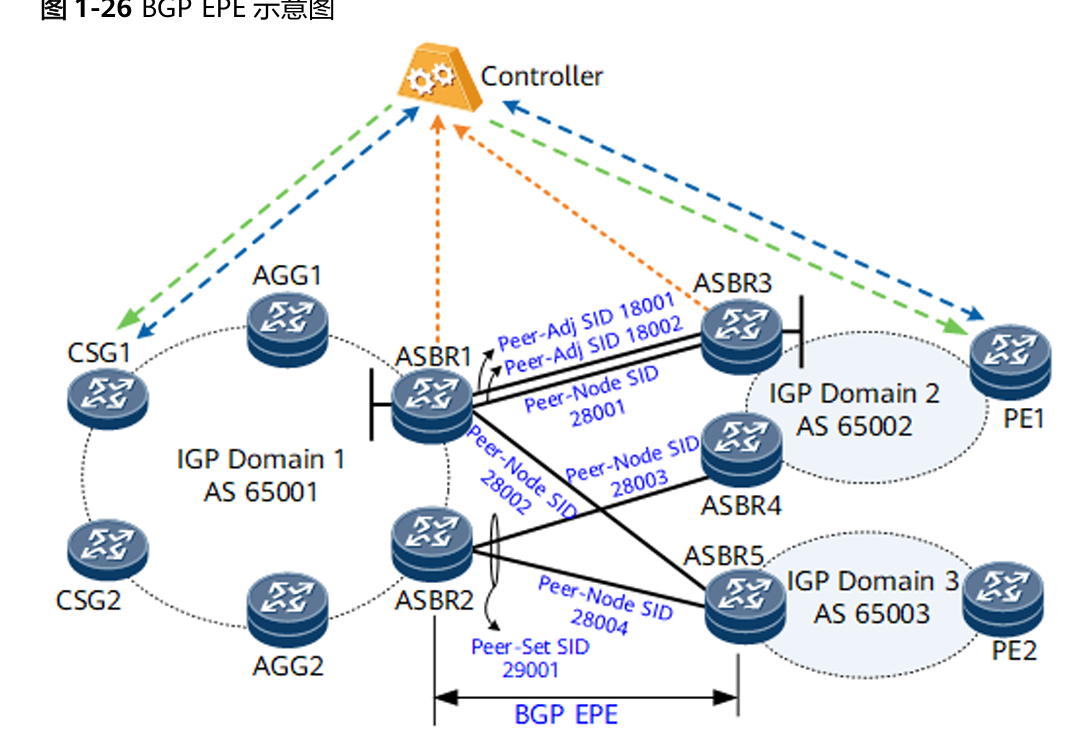 图 1-26 BGP EPE 示意图
Controller
AGG1
ASBR3
CSG1
ASBR1
Peer-Adj SID 18001
Peer-Adj SID 18002
Peer-Node SID
28001
IGP Domain 2
AS 65002
PE1
IGP Domain 1
AS 65001
Peer-Node SID
28002
Peer-Node SID
28003
ASBR4
CSG2
ASBR2
ASBR5
IGP Domain 3
AS 65003
Peer-Node SID
28004
AGG2
Peer-Set SID
29001
PE2
BGP EPE